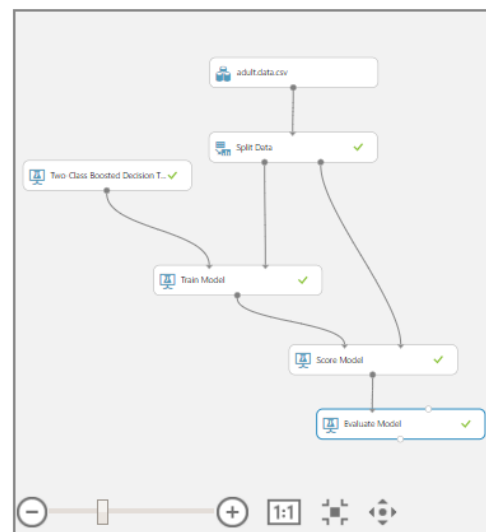 adult.data.csv
Split Data
Two-Class Boosted Decision T...
Train Model
Score Model
Evaluate Model
1:1